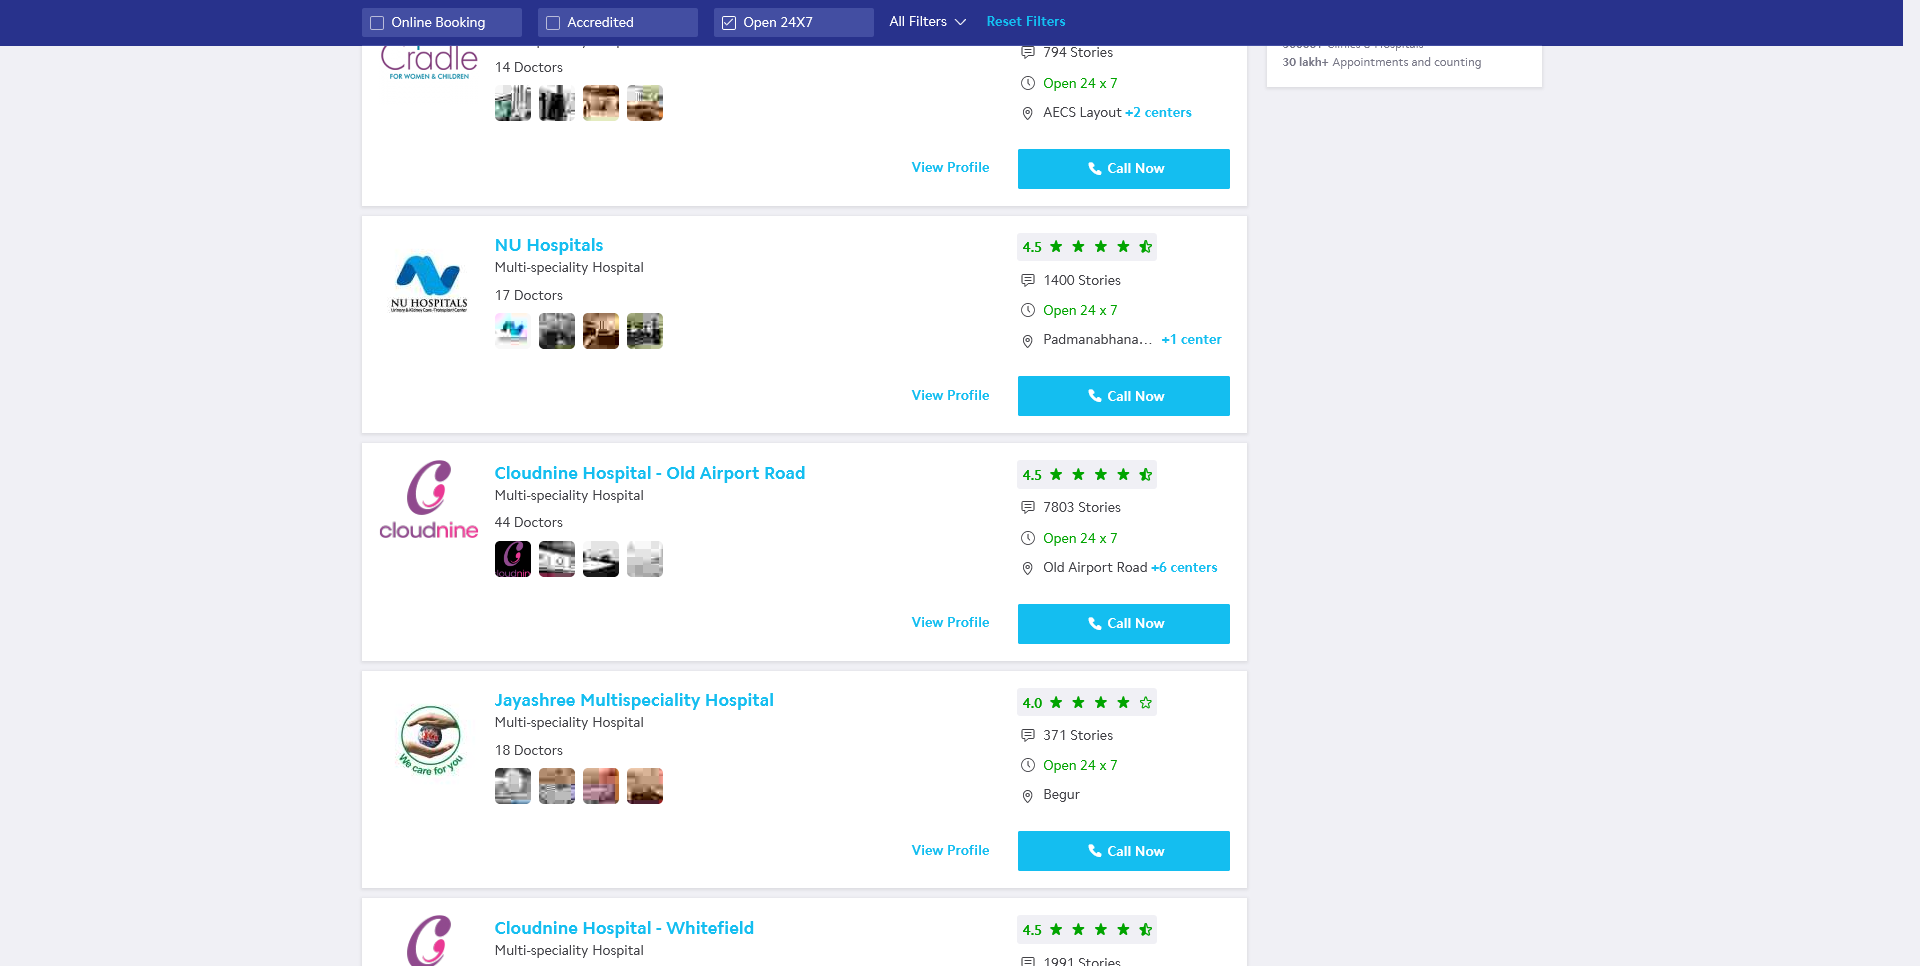 Online Booking
Accredited
Open 24X7
All Filters
Reset Filters
Cradle
FOR WOMEN & CHILDREN
14 Doctors
794 Stories
Open 24 x 7
AECS Layout +2 centers
View Profile
Call Now
30 lakh+ Appointments and counting
NU HOSPITALS
Urinary & Kidney Care-Transplant Center
NU Hospitals
Multi-speciality Hospital
17 Doctors
4.5
1400 Stories
Open 24 x 7
Padmanabhana... +1 center
View Profile
Call Now
cloudnine
Cloudnine Hospital - Old Airport Road
Multi-speciality Hospital
44 Doctors
4.5
7803 Stories
Open 24 x 7
Old Airport Road +6 centers
View Profile
Call Now
We care for you
Jayashree Multispeciality Hospital
Multi-speciality Hospital
18 Doctors
4.0
371 Stories
Open 24 x 7
Begur
View Profile
Call Now
Cloudnine Hospital - Whitefield
Multi-speciality Hospital
4.5
1991 Stories